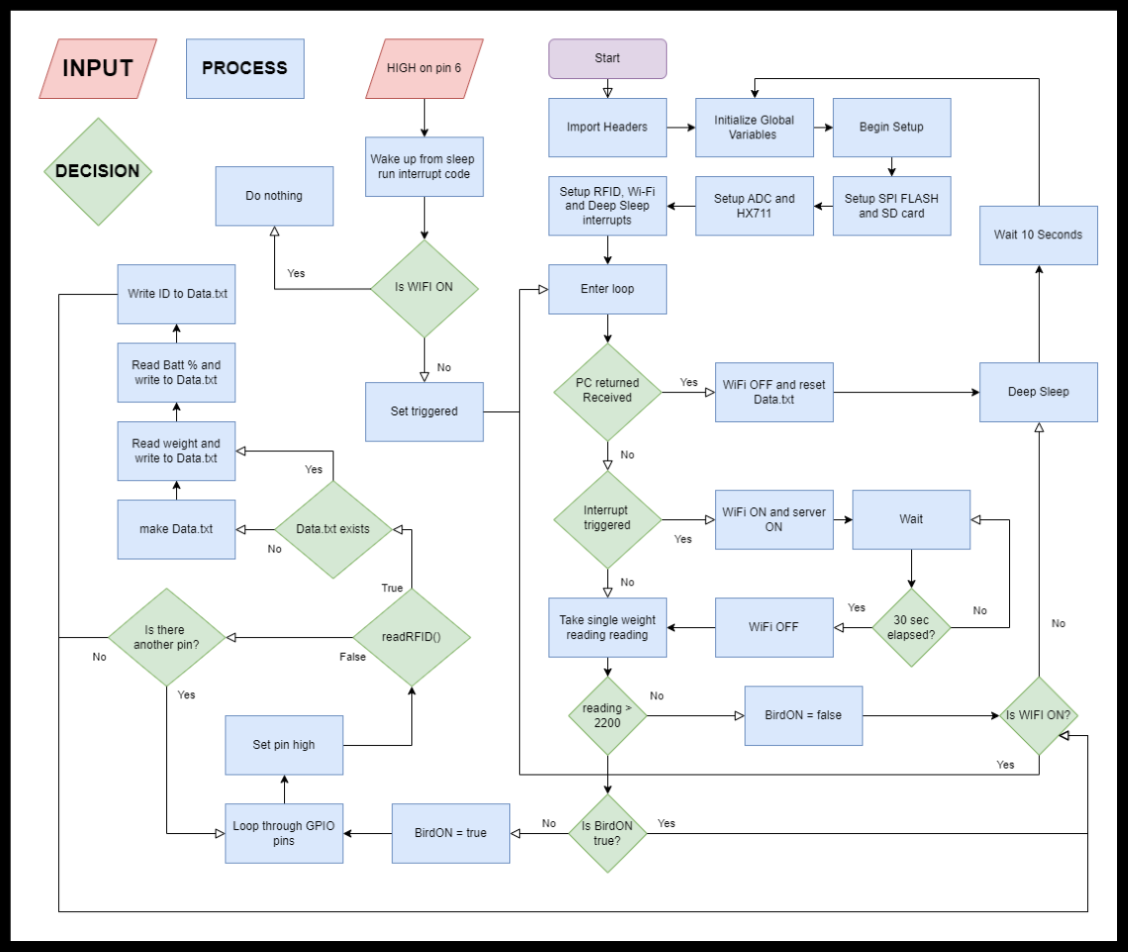 INPUT
PROCESS
DECISION
HIGH on pin 6
Wake up from sleep
run interrupt code
Do nothing
Yes
Is WIFI ON
No
Set triggered
Write ID to Data.txt
Read Batt % and
write to Data.txt
Read weight and
write to Data.txt
Yes
make Data.txt
No
Data.txt exists
True
Is there
another pin?
No
Yes
readRFID()
False
Set pin high
Loop through GPIO
pins
BirdON = true
No
Start
Import Headers
Initialize Global
Variables
Begin Setup
Setup RFID, Wi-Fi
and Deep Sleep
interrupts
Setup ADC and
HX711
Setup SPI FLASH
and SD card
Wait 10 Seconds
Enter loop
PC returned
Received
Yes
WiFi OFF and reset
Data.txt
Deep Sleep
No
Interrupt
triggered
Yes
WiFi ON and server
ON
Wait
No
Take single weight
reading reading
WiFi OFF
Yes
30 sec
elapsed?
No
No
reading >
2200
No
BirdON = false
Is WIFI ON?
Yes
Is BirdON
true?
Yes